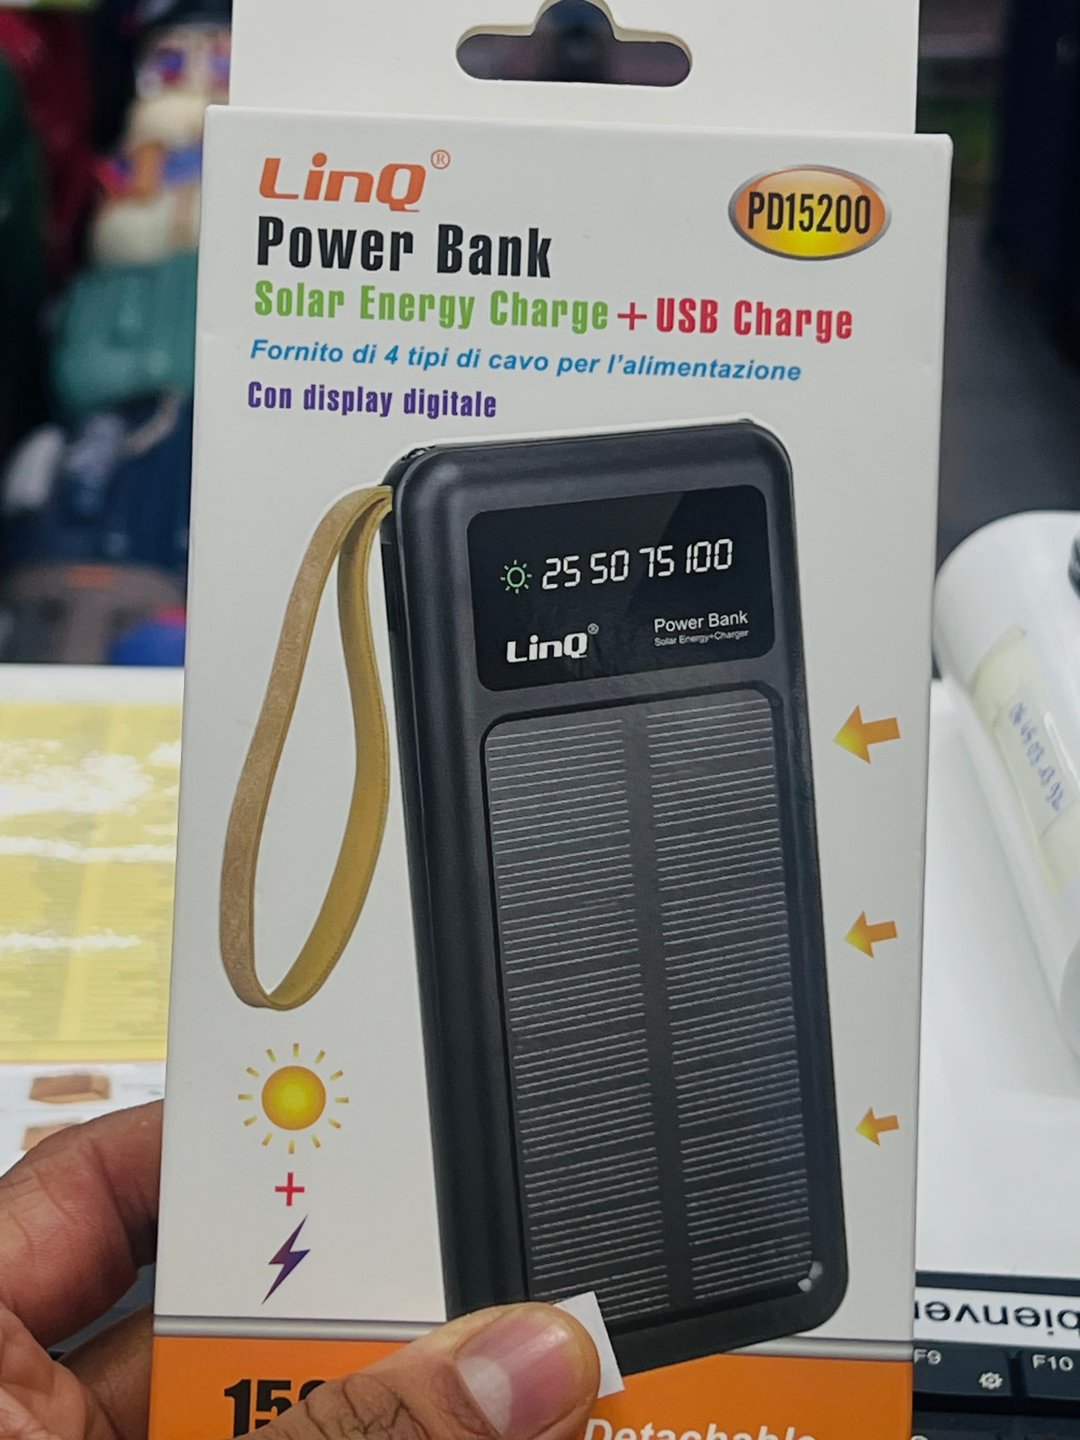 LinQ®
PD15200
Power Bank
Solar Energy Charge + USB Charge
Fornito di 4 tipi di cavo per l'alimentazione
Con display digitale
25 50 75 100
LinQ®
Power Bank
Solar Energy+Charger
+
Detachable
F9
F10